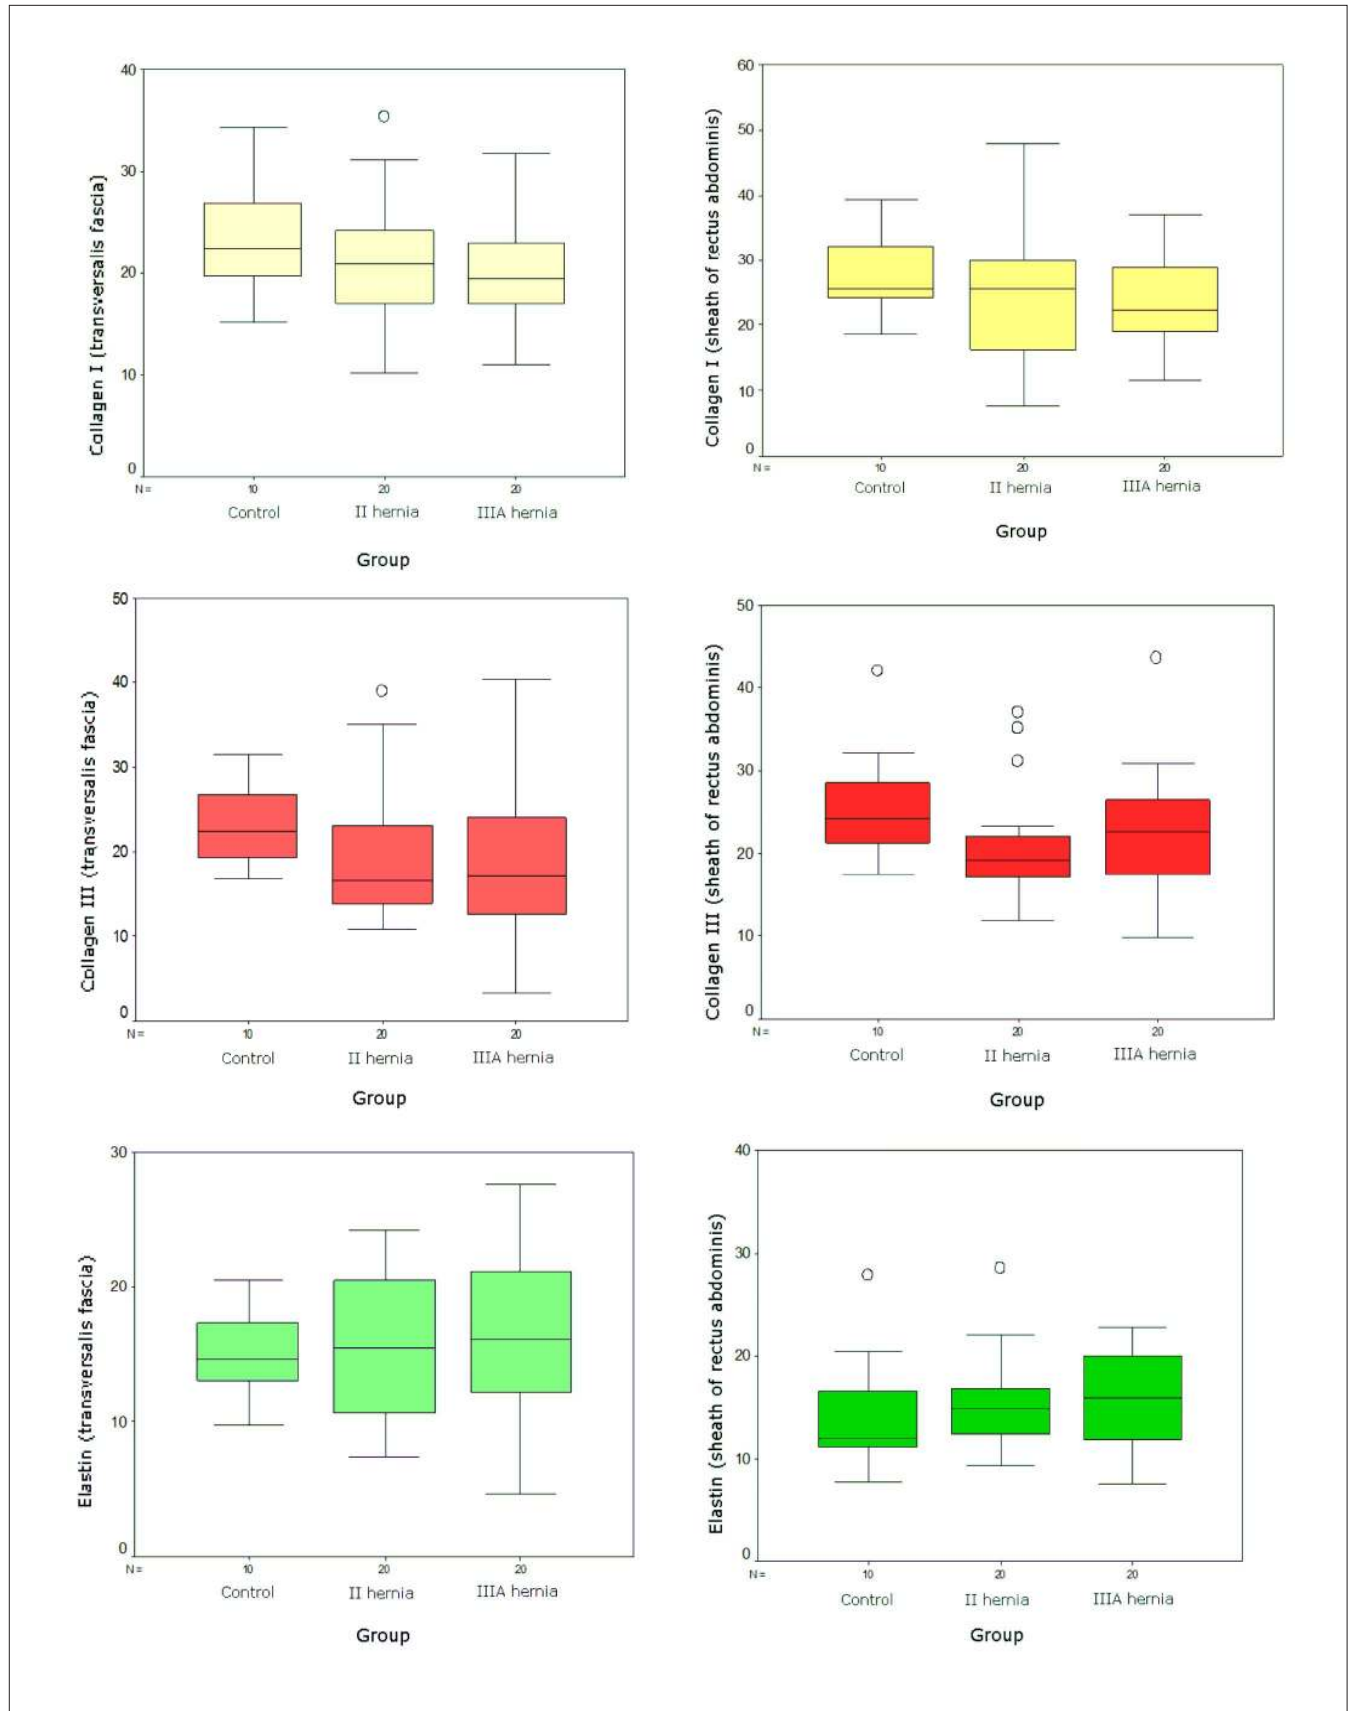 Collagen I (transversalis fascia)
40
30
20
10
0
N =
10
20
20
Control
II hernia
IIIA hernia
Group
Collagen I (sheath of rectus abdominis)
60
50
40
30
20
10
0
N =
10
20
20
Control
II hernia
IIIA hernia
Group
Collagen III (transversalis fascia)
50
40
30
20
10
0
N =
10
20
20
Control
II hernia
IIIA hernia
Group
Collagen III (sheath of rectus abdominis)
50
40
30
20
10
0
N =
10
20
20
Control
II hernia
IIIA hernia
Group
Elastin (transversalis fascia)
30
20
10
0
N =
10
20
20
Control
II hernia
IIIA hernia
Group
Elastin (sheath of rectus abdominis)
40
30
20
10
0
N =
10
20
20
Control
II hernia
IIIA hernia
Group